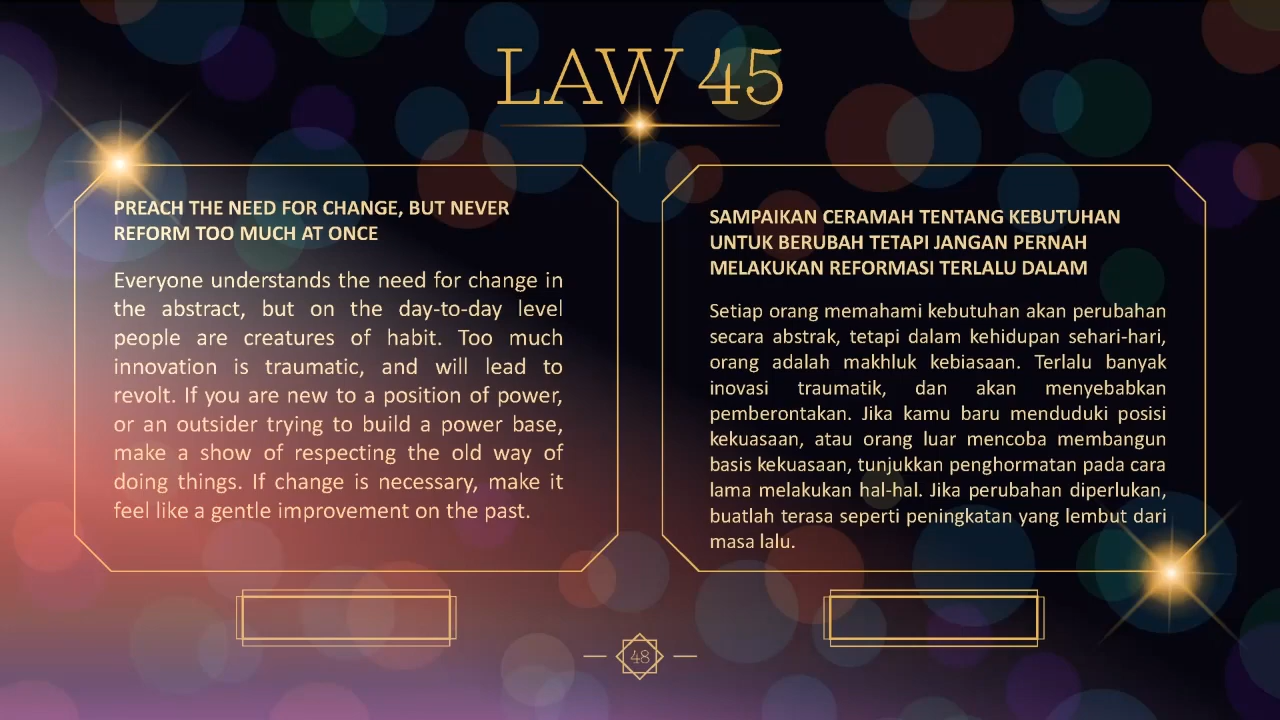 LAW 45
PREACH THE NEED FOR CHANGE, BUT NEVER
REFORM TOO MUCH AT ONCE
Everyone understands the need for change in
the abstract, but on the day-to-day level
people are creatures of habit. Too much
innovation is traumatic, and will lead to
revolt. If you are new to a position of power,
or an outsider trying to build a power base,
make a show of respecting the old way of
doing things. If change is necessary, make it
feel like a gentle improvement on the past.
SAMPAIKAN CERAMAH TENTANG KEBUTUHAN
UNTUK BERUBAH TETAPI JANGAN PERNAH
MELAKUKAN REFORMASI TERLALU DALAM
Setiap orang memahami kebutuhan akan perubahan
secara abstrak, tetapi dalam kehidupan sehari-hari,
orang adalah makhluk kebiasaan. Terlalu banyak
inovasi traumatik, dan akan menyebabkan
pemberontakan. Jika kamu baru menduduki posisi
kekuasaan, atau orang luar mencoba membangun
basis kekuasaan, tunjukkan penghormatan pada cara
lama melakukan hal-hal. Jika perubahan diperlukan,
buatlah terasa seperti peningkatan yang lembut dari
masa lalu.
48